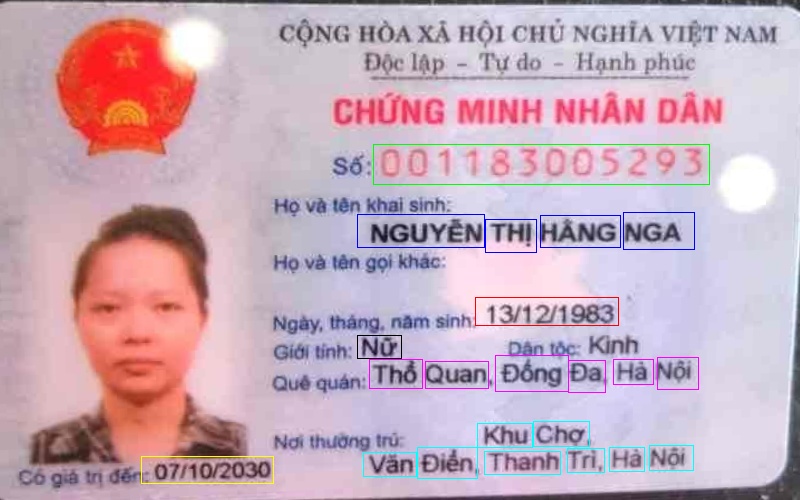 CỘNG HÒA XÃ HỘI CHỦ NGHĨA VIỆT NAM
Độc lập - Tự do - Hạnh phúc
CHỨNG MINH NHÂN DÂN
Số: 001183005293
Họ và tên khai sinh:
NGUYỄN THỊ HẰNG NGA
Họ và tên gọi khác:
Ngày, tháng, năm sinh: 13/12/1983
Giới tính: Nữ Dân tộc: Kinh
Quê quán: Thổ Quan, Đống Đa, Hà Nội
Nơi thường trú: Khu Chợ,
Văn Điển, Thanh Trì, Hà Nội
Có giá trị đến: 07/10/2030